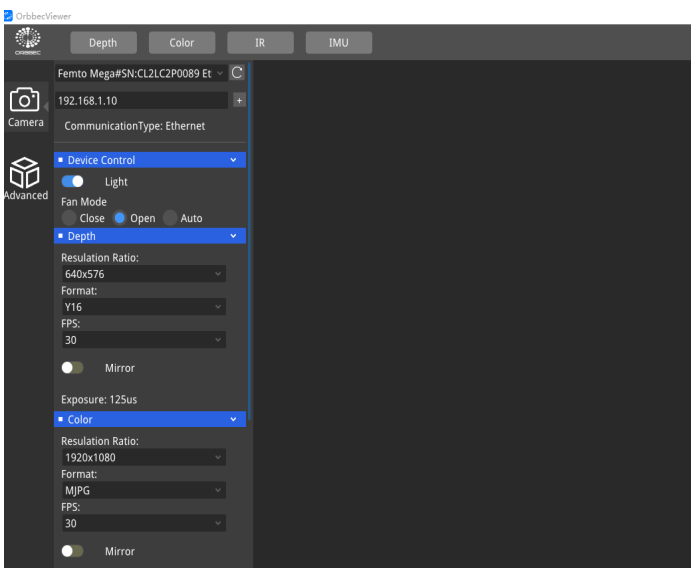 OrbbecViewer
ORBBEC
Depth Color IR IMU
Femto Mega#SN:CL2LC2P0089 Et
192.168.1.10 +
Camera
CommunicationType: Ethernet
Device Control
Light
Advanced
Fan Mode
Close Open Auto
Depth
Resulation Ratio:
640x576
Format:
Y16
FPS:
30
Mirror
Exposure: 125us
Color
Resulation Ratio:
1920x1080
Format:
MJPG
FPS:
30
Mirror